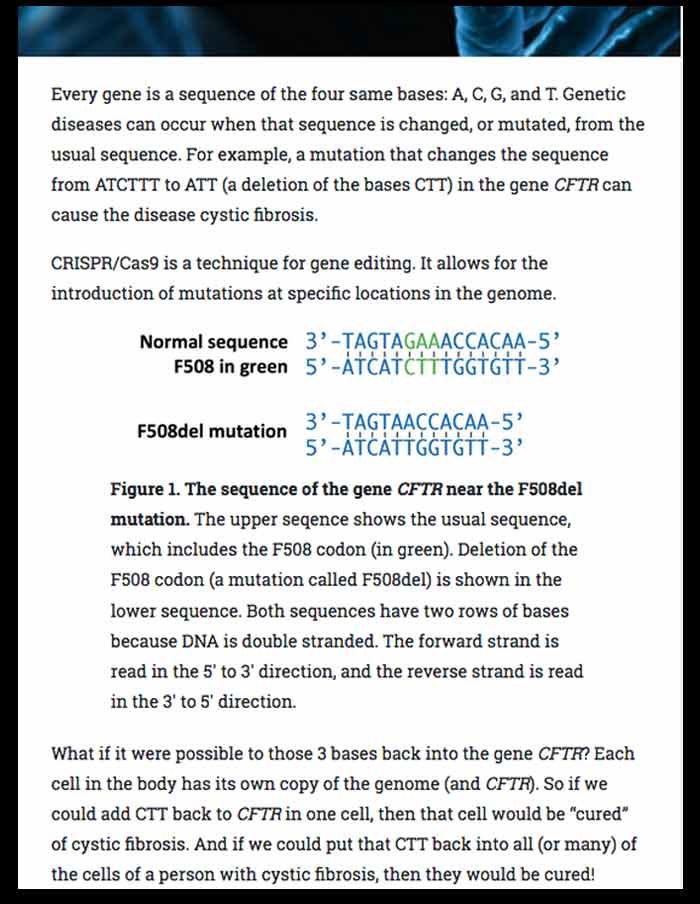 Every gene is a sequence of the four same bases: A, C, G, and T. Genetic
diseases can occur when that sequence is changed, or mutated, from the
usual sequence. For example, a mutation that changes the sequence
from ATCTTT to ATT (a deletion of the bases CTT) in the gene CFTR can
cause the disease cystic fibrosis.
CRISPR/Cas9 is a technique for gene editing. It allows for the
introduction of mutations at specific locations in the genome.
Normal sequence 3’-TAGTAGAAACCACAA-5’
F508 in green 5’-ATCATCTTTGGTGTT-3’
F508del mutation
3’-TAGTAACCACAA-5’
5’-ATCATTGGTGTT-3’
Figure 1. The sequence of the gene CFTR near the F508del
mutation. The upper seqence shows the usual sequence,
which includes the F508 codon (in green). Deletion of the
F508 codon (a mutation called F508del) is shown in the
lower sequence. Both sequences have two rows of bases
because DNA is double stranded. The forward strand is
read in the 5' to 3' direction, and the reverse strand is read
in the 3' to 5' direction.
What if it were possible to those 3 bases back into the gene CFTR? Each
cell in the body has its own copy of the genome (and CFTR). So if we
could add CTT back to CFTR in one cell, then that cell would be "cured"
of cystic fibrosis. And if we could put that CTT back into all (or many) of
the cells of a person with cystic fibrosis, then they would be cured!